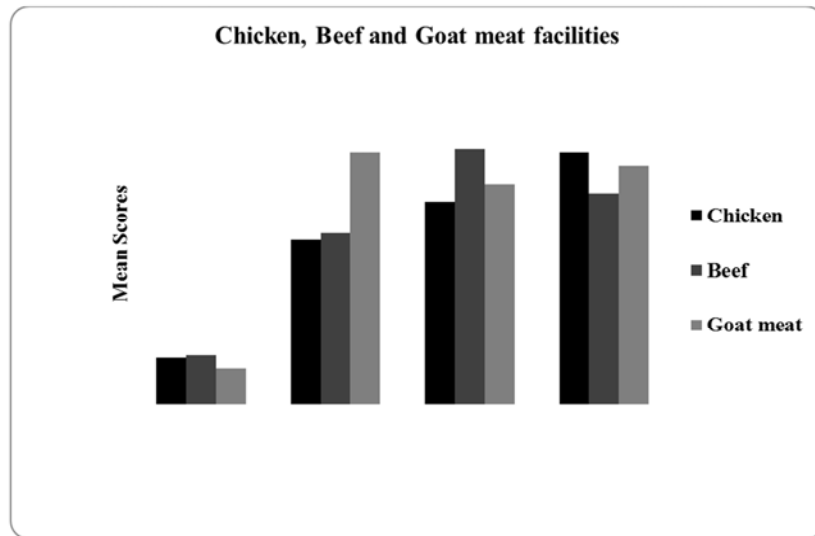 Chicken, Beef and Goat meat facilities
Mean Scores
Chicken
Beef
Goat meat